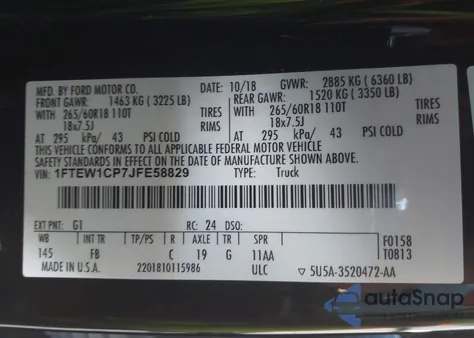 MFD. BY FORD MOTOR CO.
DATE: 10/18 GVWR: 2885 KG (6360 LB)
FRONT GAWR: 1463 KG (3225 LB) REAR GAWR: 1520 KG (3350 LB)
WITH 265/60R18 110T TIRES WITH 265/60R18 110T TIRES
18x7.5J RIMS 18x7.5J RIMS
AT 295 kPa/ 43 PSI COLD AT 295 kPa/ 43 PSI COLD
THIS VEHICLE CONFORMS TO ALL APPLICABLE FEDERAL MOTOR VEHICLE
SAFETY STANDARDS IN EFFECT ON THE DATE OF MANUFACTURE SHOWN ABOVE.
VIN: 1FTEW1CP7JFE58829 TYPE: Truck
EXT PNT: G1 RC: 24 DSO:
WB INT TR TP/PS R AXLE TR SPR
F0158
145 FB C 19 G 11AA
T0813
MADE IN U.S.A. 2201810115986 ULC ▽ 5U5A-3520472-AA
autoSnap